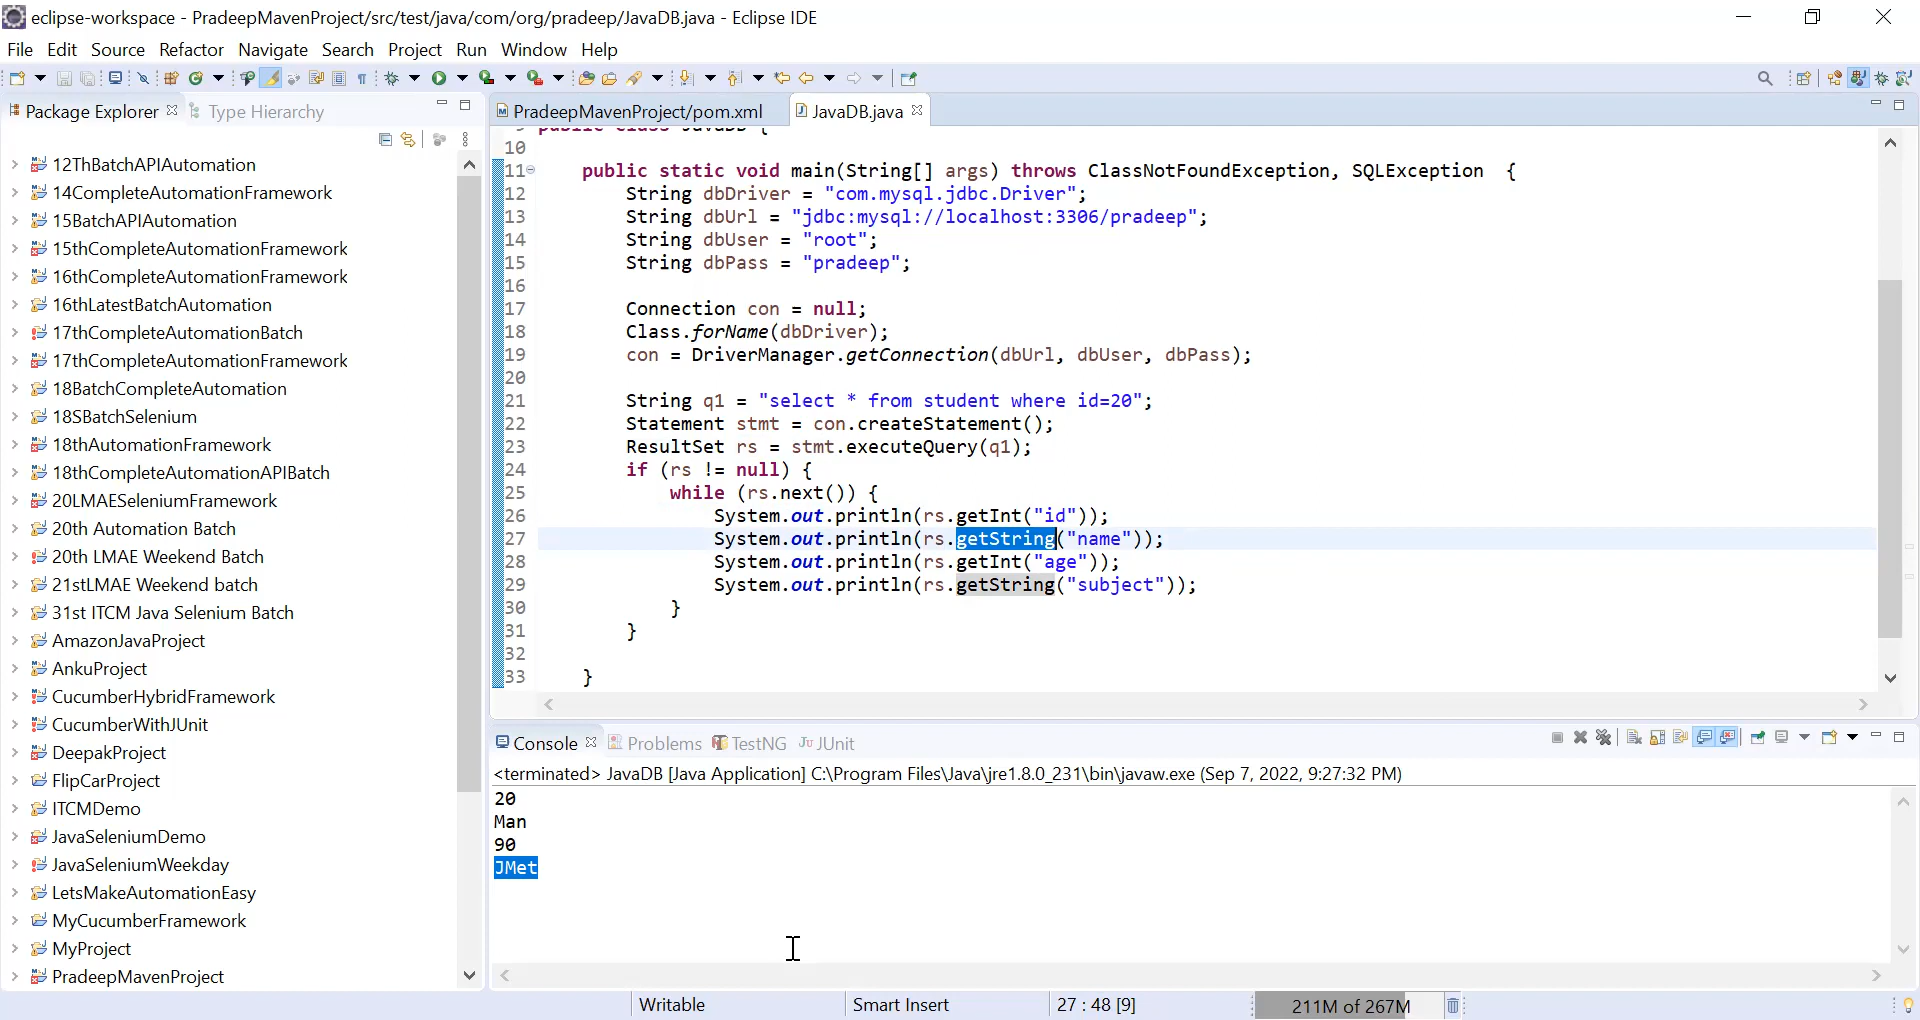 eclipse-workspace - PradeepMavenProject/src/test/java/com/org/pradeep/JavaDB.java - Eclipse IDE
File Edit Source Refactor Navigate Search Project Run Window Help
Package Explorer Type Hierarchy
PradeepMavenProject/pom.xml JavaDB.java
12ThBatchAPIAutomation
14CompleteAutomationFramework
15BatchAPIAutomation
15thCompleteAutomationFramework
16thCompleteAutomationFramework
16thLatestBatchAutomation
17thCompleteAutomationBatch
17thCompleteAutomationFramework
18BatchCompleteAutomation
18SBatchSelenium
18thAutomationFramework
18thCompleteAutomationAPIBatch
20LMAESeleniumFramework
20th Automation Batch
20th LMAE Weekend Batch
21stLMAE Weekend batch
31st ITCM Java Selenium Batch
AmazonJavaProject
AnkuProject
CucumberHybridFramework
CucumberWithJUnit
DeepakProject
FlipCarProject
ITCMDemo
JavaSeleniumDemo
JavaSeleniumWeekday
LetsMakeAutomationEasy
MyCucumberFramework
MyProject
PradeepMavenProject
9 public class JavaDB {
10
11 public static void main(String[] args) throws ClassNotFoundException, SQLException {
12 String dbDriver = "com.mysql.jdbc.Driver";
13 String dbUrl = "jdbc:mysql://localhost:3306/pradeep";
14 String dbUser = "root";
15 String dbPass = "pradeep";
16
17 Connection con = null;
18 Class.forName(dbDriver);
19 con = DriverManager.getConnection(dbUrl, dbUser, dbPass);
20
21 String q1 = "select * from student where id=20";
22 Statement stmt = con.createStatement();
23 ResultSet rs = stmt.executeQuery(q1);
24 if (rs != null) {
25 while (rs.next()) {
26 System.out.println(rs.getInt("id"));
27 System.out.println(rs.getString("name"));
28 System.out.println(rs.getInt("age"));
29 System.out.println(rs.getString("subject"));
30 }
31 }
32
33 }
Console Problems TestNG JUnit
<terminated> JavaDB [Java Application] C:\Program Files\Java\jre1.8.0_231\bin\javaw.exe (Sep 7, 2022, 9:27:32 PM)
20
Man
90
JMet
Writable Smart Insert 27 : 48 [9] 211M of 267M